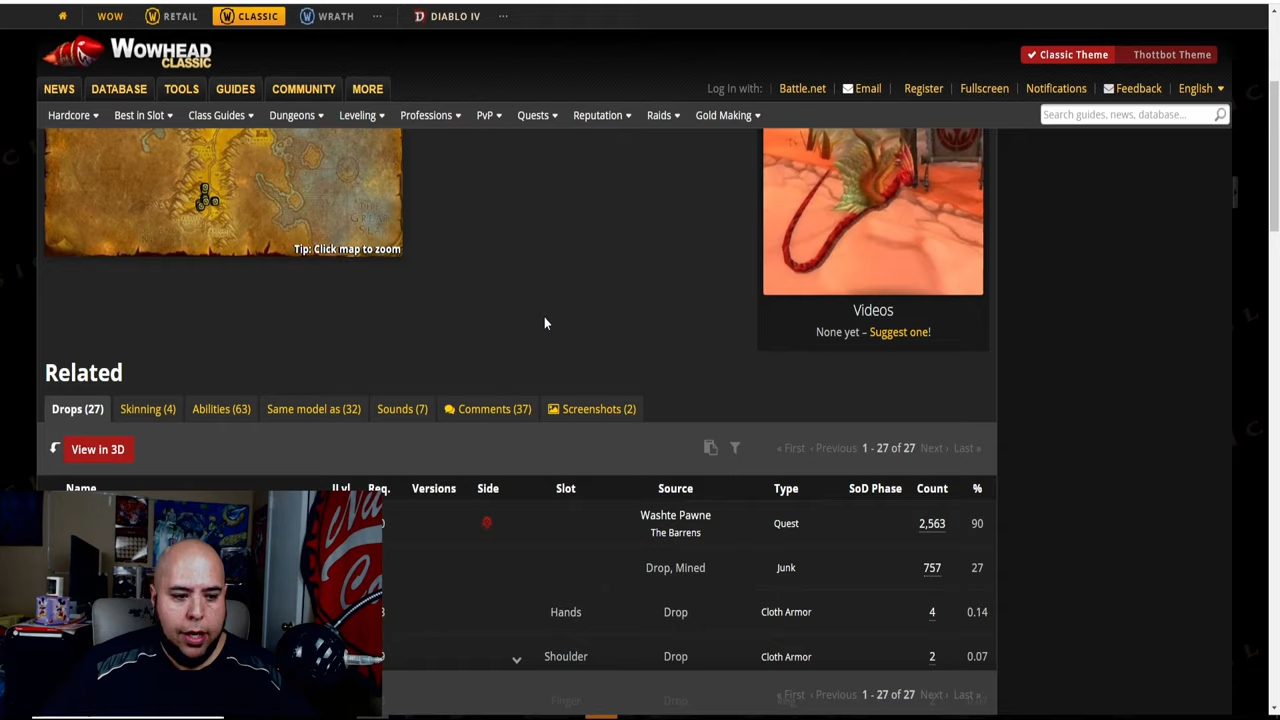 WOW RETAIL CLASSIC WRATH ... DIABLO IV ...
WOWHEAD
CLASSIC
Classic Theme Thottbot Theme
NEWS DATABASE TOOLS GUIDES COMMUNITY MORE
Log in with: Battle.net Email Register Fullscreen Notifications Feedback English
Hardcore Best in Slot Class Guides Dungeons Leveling Professions PvP Quests Reputation Raids Gold Making
Search guides, news, database...
Tip: Click map to zoom
Videos
None yet – Suggest one!
Related
Drops (27) Skinning (4) Abilities (63) Same model as (32) Sounds (7) Comments (37) Screenshots (2)
View in 3D
« First ‹ Previous 1 - 27 of 27 Next › Last »
Name Req. Versions Side Slot Source Type SoD Phase Count %
Washte Pawne
The Barrens
Quest 2,563 90
Drop, Mined Junk 757 27
Hands Drop Cloth Armor 4 0.14
Shoulder Drop Cloth Armor 2 0.07
Finger Drop Ring
« First ‹ Previous 1 - 27 of 27 Next › Last »